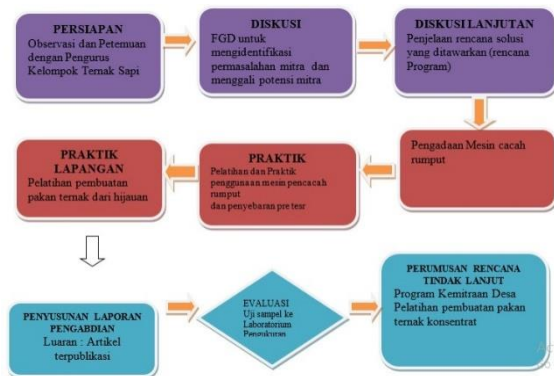 PERSIAPAN
Observasi dan Petemuan
dengan Pengurus
Kelompok Ternak Sapi
DISKUSI
FGD untuk
mengidentifikasi
permasalahan mitra dan
menggali potensi mitra
DISKUSI LANJUTAN
Penjelaan rencana solusi
yang ditawarkan (rencana
Program)
PRAKTIK
LAPANGAN
Pelatihan pembuatan
pakan ternak dari hijauan
PRAKTIK
Pelatihan dan Praktik
penggunaan mesin pencacah
rumput
dan penyebaran pre tesr
Pengadaan Mesin cacah
rumput
PENYUSUNAN LAPORAN
PENGABDIAN
Luaran : Artikel
terpublikasi
EVALUASI
Uji sampel ke
Laboratorium
Pengukuran
PERUMUSAN RENCANA
TINDAK LANJUT
Program Kemitraan Desa
Pelatihan pembuatan pakan
ternak konsentrat